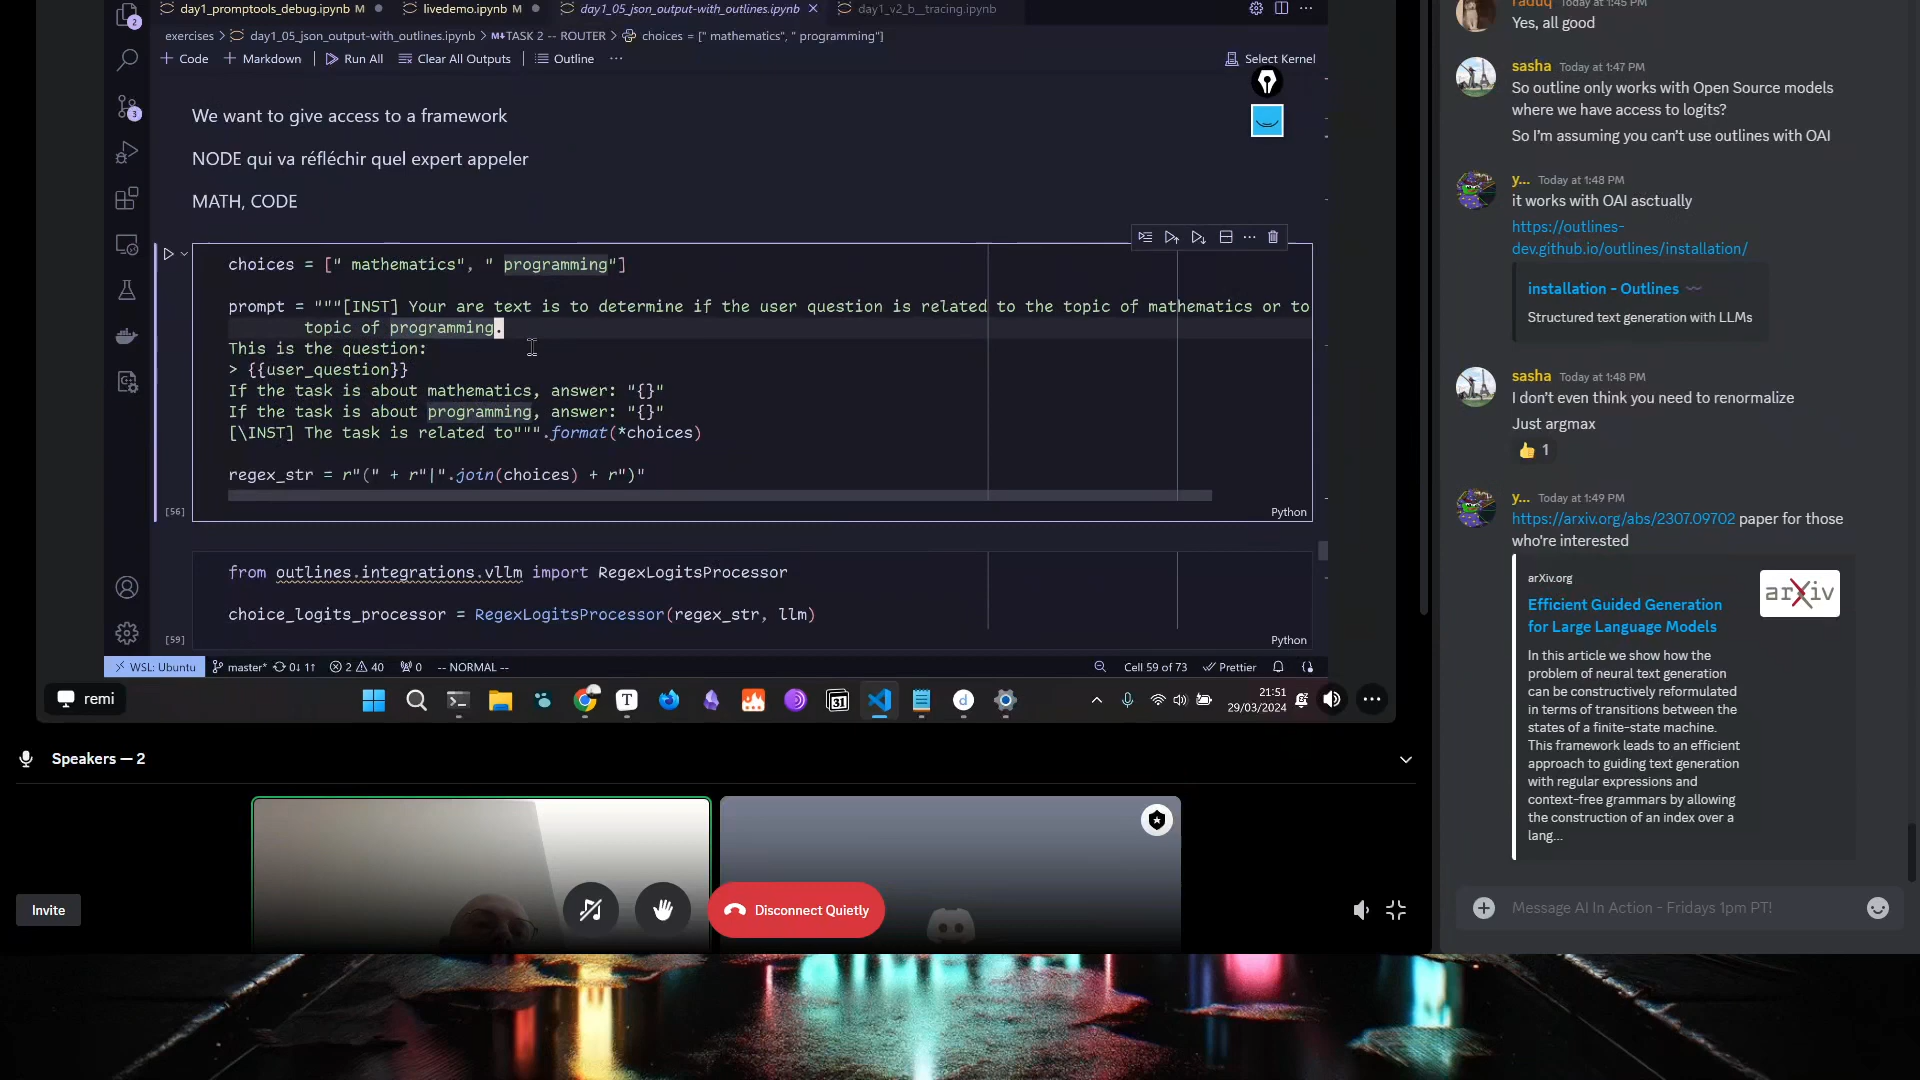 day1_promptools_debug.ipynb M
livedemo.ipynb M
day1_05_json_output-with_outlines.ipynb
day1_v2_b__tracing.ipynb
exercises > day1_05_json_output-with_outlines.ipynb > M↓TASK 2 -- ROUTER > choices = [" mathematics", " programming"]
+ Code + Markdown Run All Clear All Outputs Outline ···
Select Kernel
We want to give access to a framework
NODE qui va réfléchir quel expert appeler
MATH, CODE
choices = [" mathematics", " programming"]
prompt = """[INST] Your are text is to determine if the user question is related to the topic of mathematics or to
topic of programming.
This is the question:
> {{user_question}}
If the task is about mathematics, answer: "{}"
If the task is about programming, answer: "{}"
[\INST] The task is related to""".format(*choices)
regex_str = r"(" + r"|".join(choices) + r")"
[56]
Python
from outlines.integrations.vllm import RegexLogitsProcessor
choice_logits_processor = RegexLogitsProcessor(regex_str, llm)
[59]
Python
2
3
WSL: Ubuntu master* 0↓ 1↑ 2 40 0 -- NORMAL -- Cell 59 of 73 Prettier
remi
T
31
21:51
29/03/2024
Speakers — 2
Invite
Disconnect Quietly
Today at 1:45 PM
Yes, all good
sasha Today at 1:47 PM
So outline only works with Open Source models
where we have access to logits?
So I'm assuming you can't use outlines with OAI
y... Today at 1:48 PM
it works with OAI asctually
https://outlines-
dev.github.io/outlines/installation/
installation - Outlines
Structured text generation with LLMs
sasha Today at 1:48 PM
I don't even think you need to renormalize
Just argmax
👍 1
y... Today at 1:49 PM
https://arxiv.org/abs/2307.09702 paper for those
who're interested
arXiv.org
arXiv
Efficient Guided Generation
for Large Language Models
In this article we show how the
problem of neural text generation
can be constructively reformulated
in terms of transitions between the
states of a finite-state machine.
This framework leads to an efficient
approach to guiding text generation
with regular expressions and
context-free grammars by allowing
the construction of an index over a
lang...
Message AI In Action - Fridays 1pm PT!